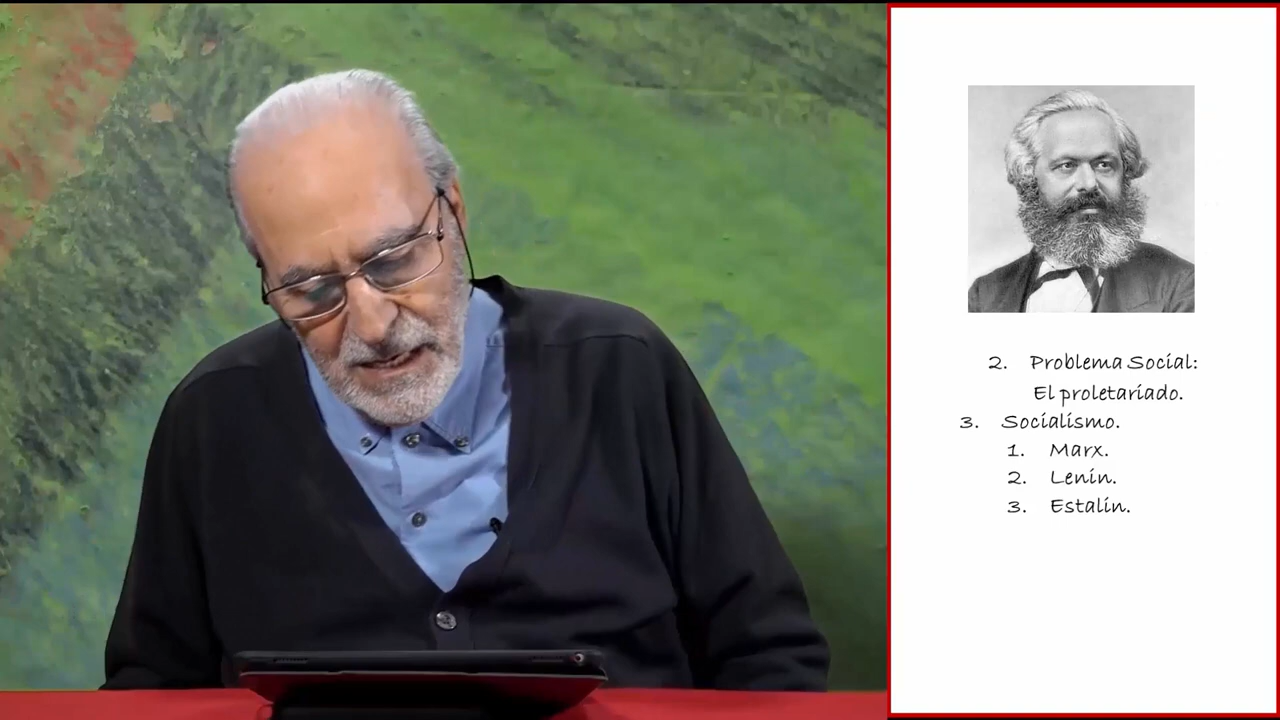 2. Problema Social:
El proletariado.
3. Socialismo.
1. Marx.
2. Lenin.
3. Estalin.